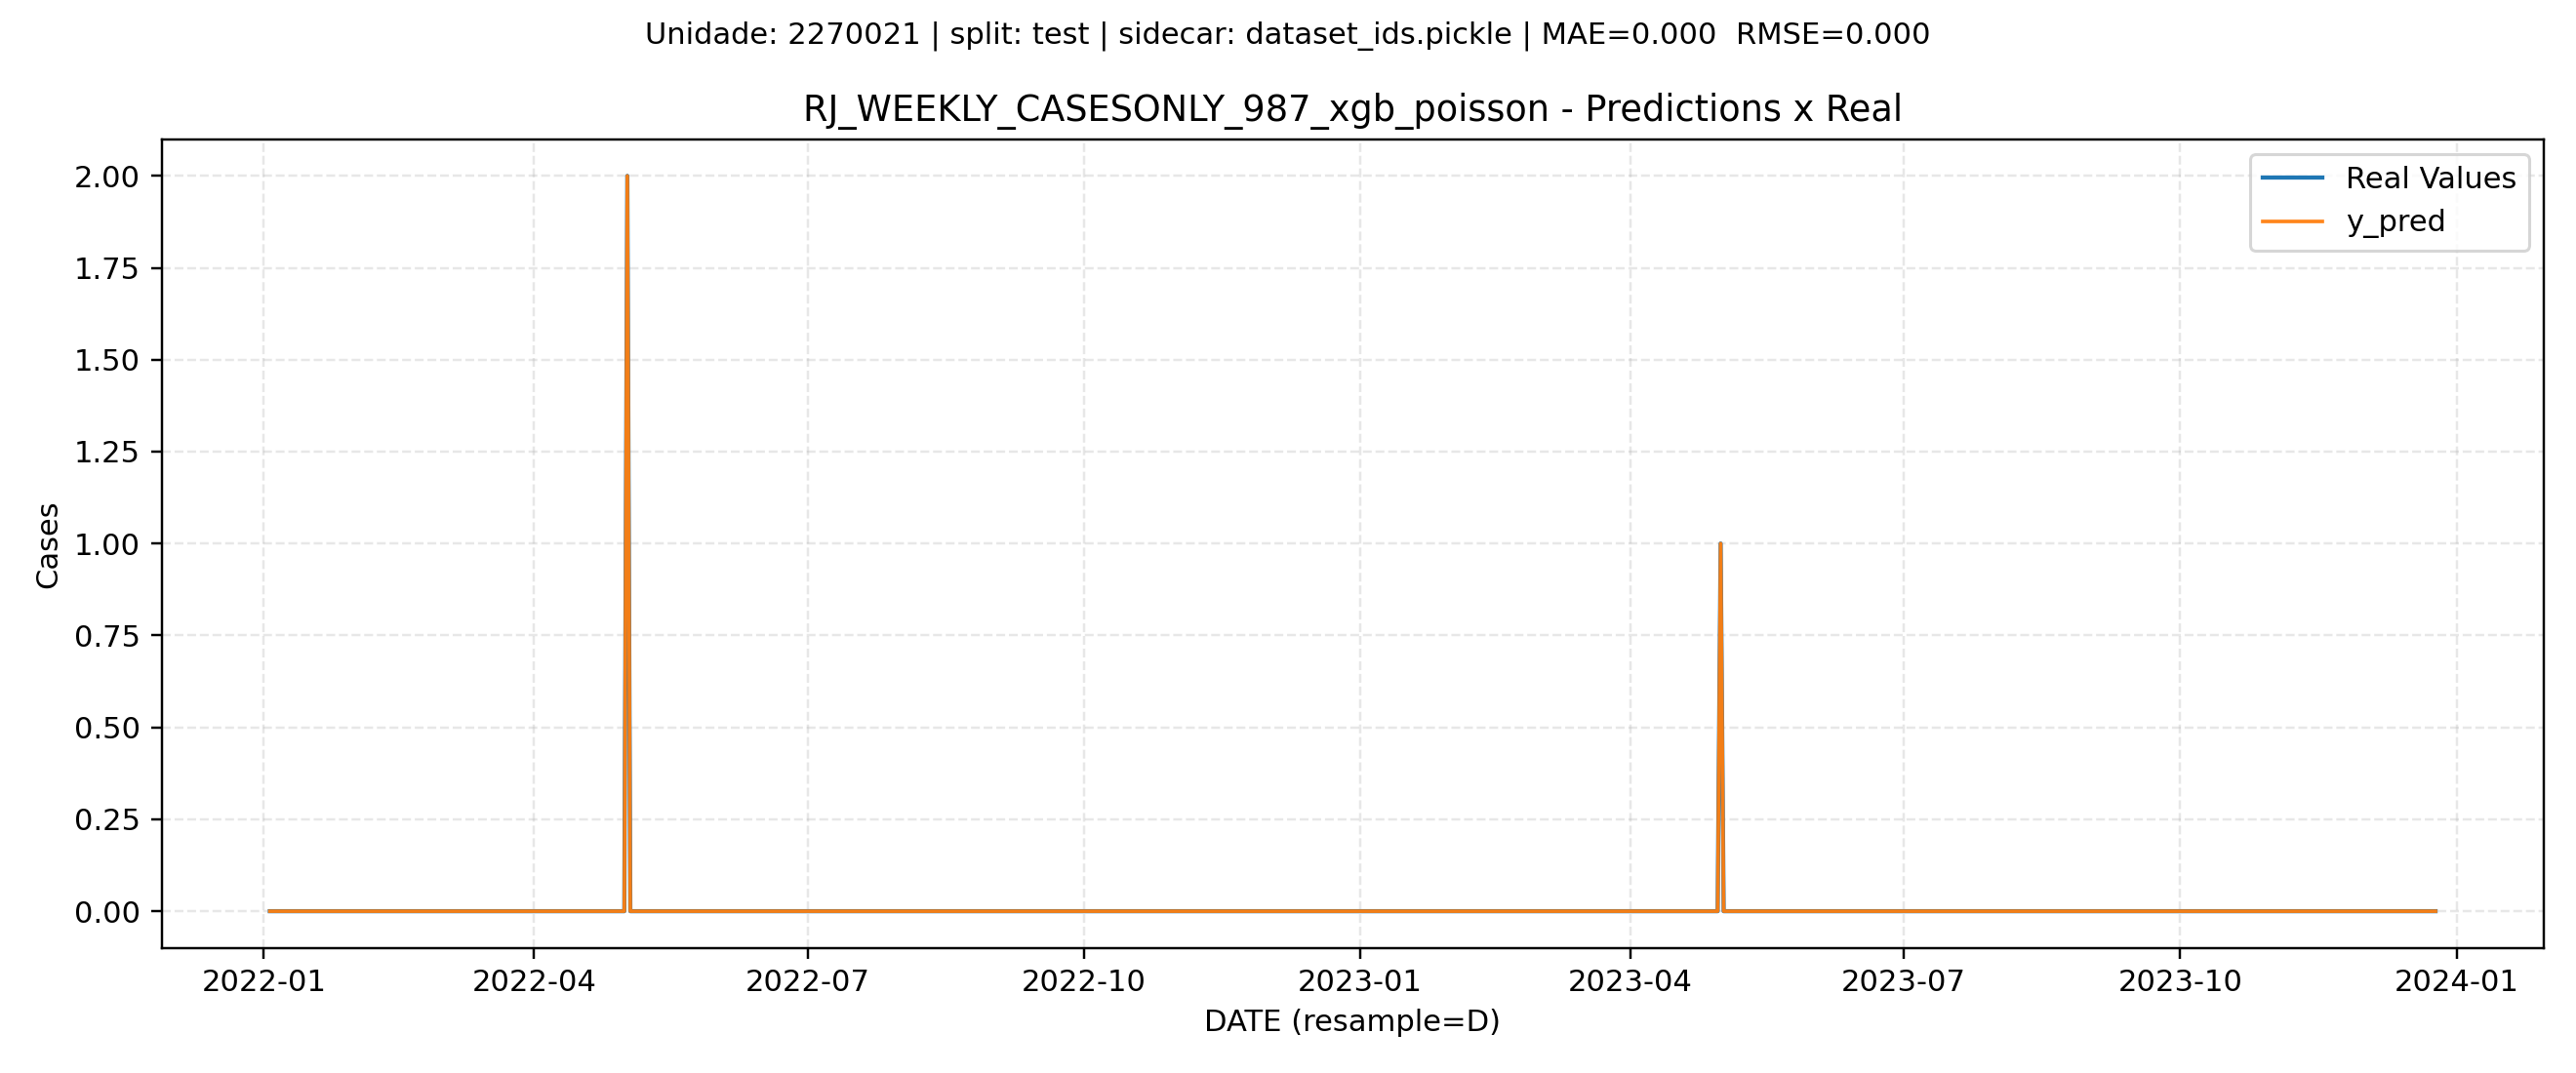 Unidade: 2270021 | split: test | sidecar: dataset_ids.pickle | MAE=0.000  RMSE=0.000
RJ_WEEKLY_CASESONLY_987_xgb_poisson - Predictions x Real
Real Values
y_pred
Cases
2.00
1.75
1.50
1.25
1.00
0.75
0.50
0.25
0.00
2022-01 2022-04 2022-07 2022-10 2023-01 2023-04 2023-07 2023-10 2024-01
DATE (resample=D)